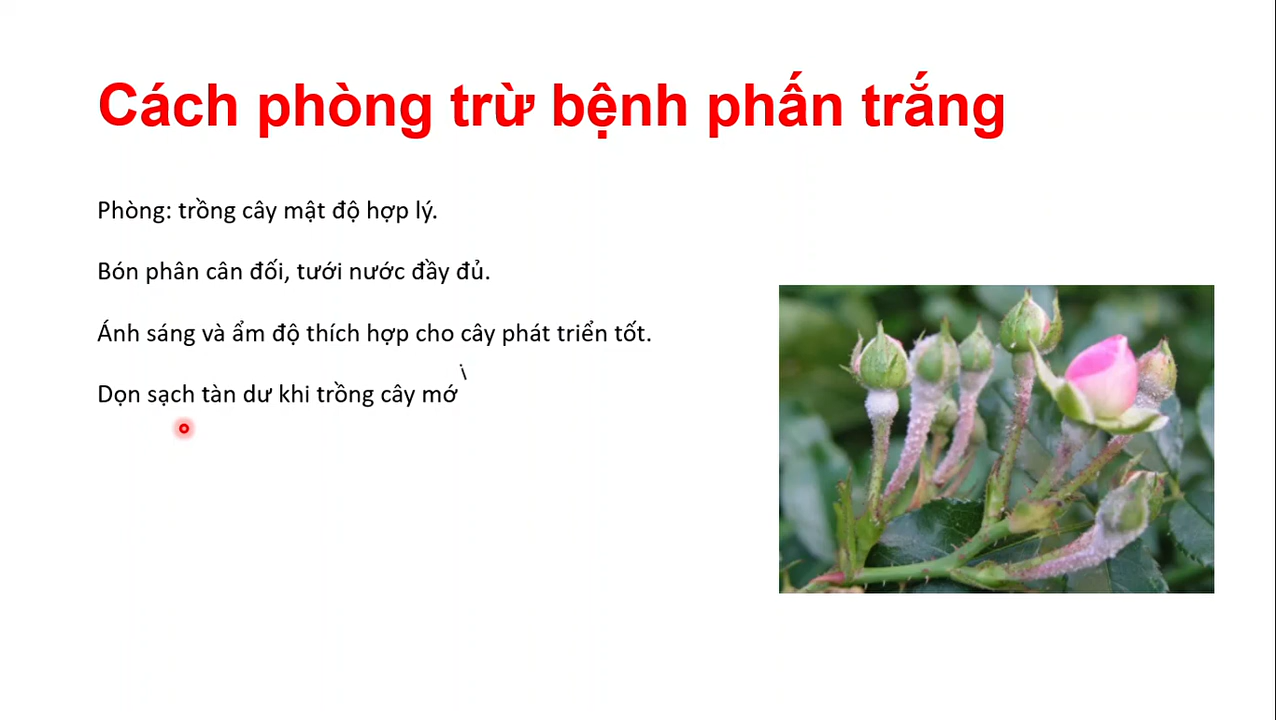 Cách phòng trừ bệnh phấn trắng
Phòng: trồng cây mật độ hợp lý.
Bón phân cân đối, tưới nước đầy đủ.
Ánh sáng và ẩm độ thích hợp cho cây phát triển tốt.
Dọn sạch tàn dư khi trồng cây mới